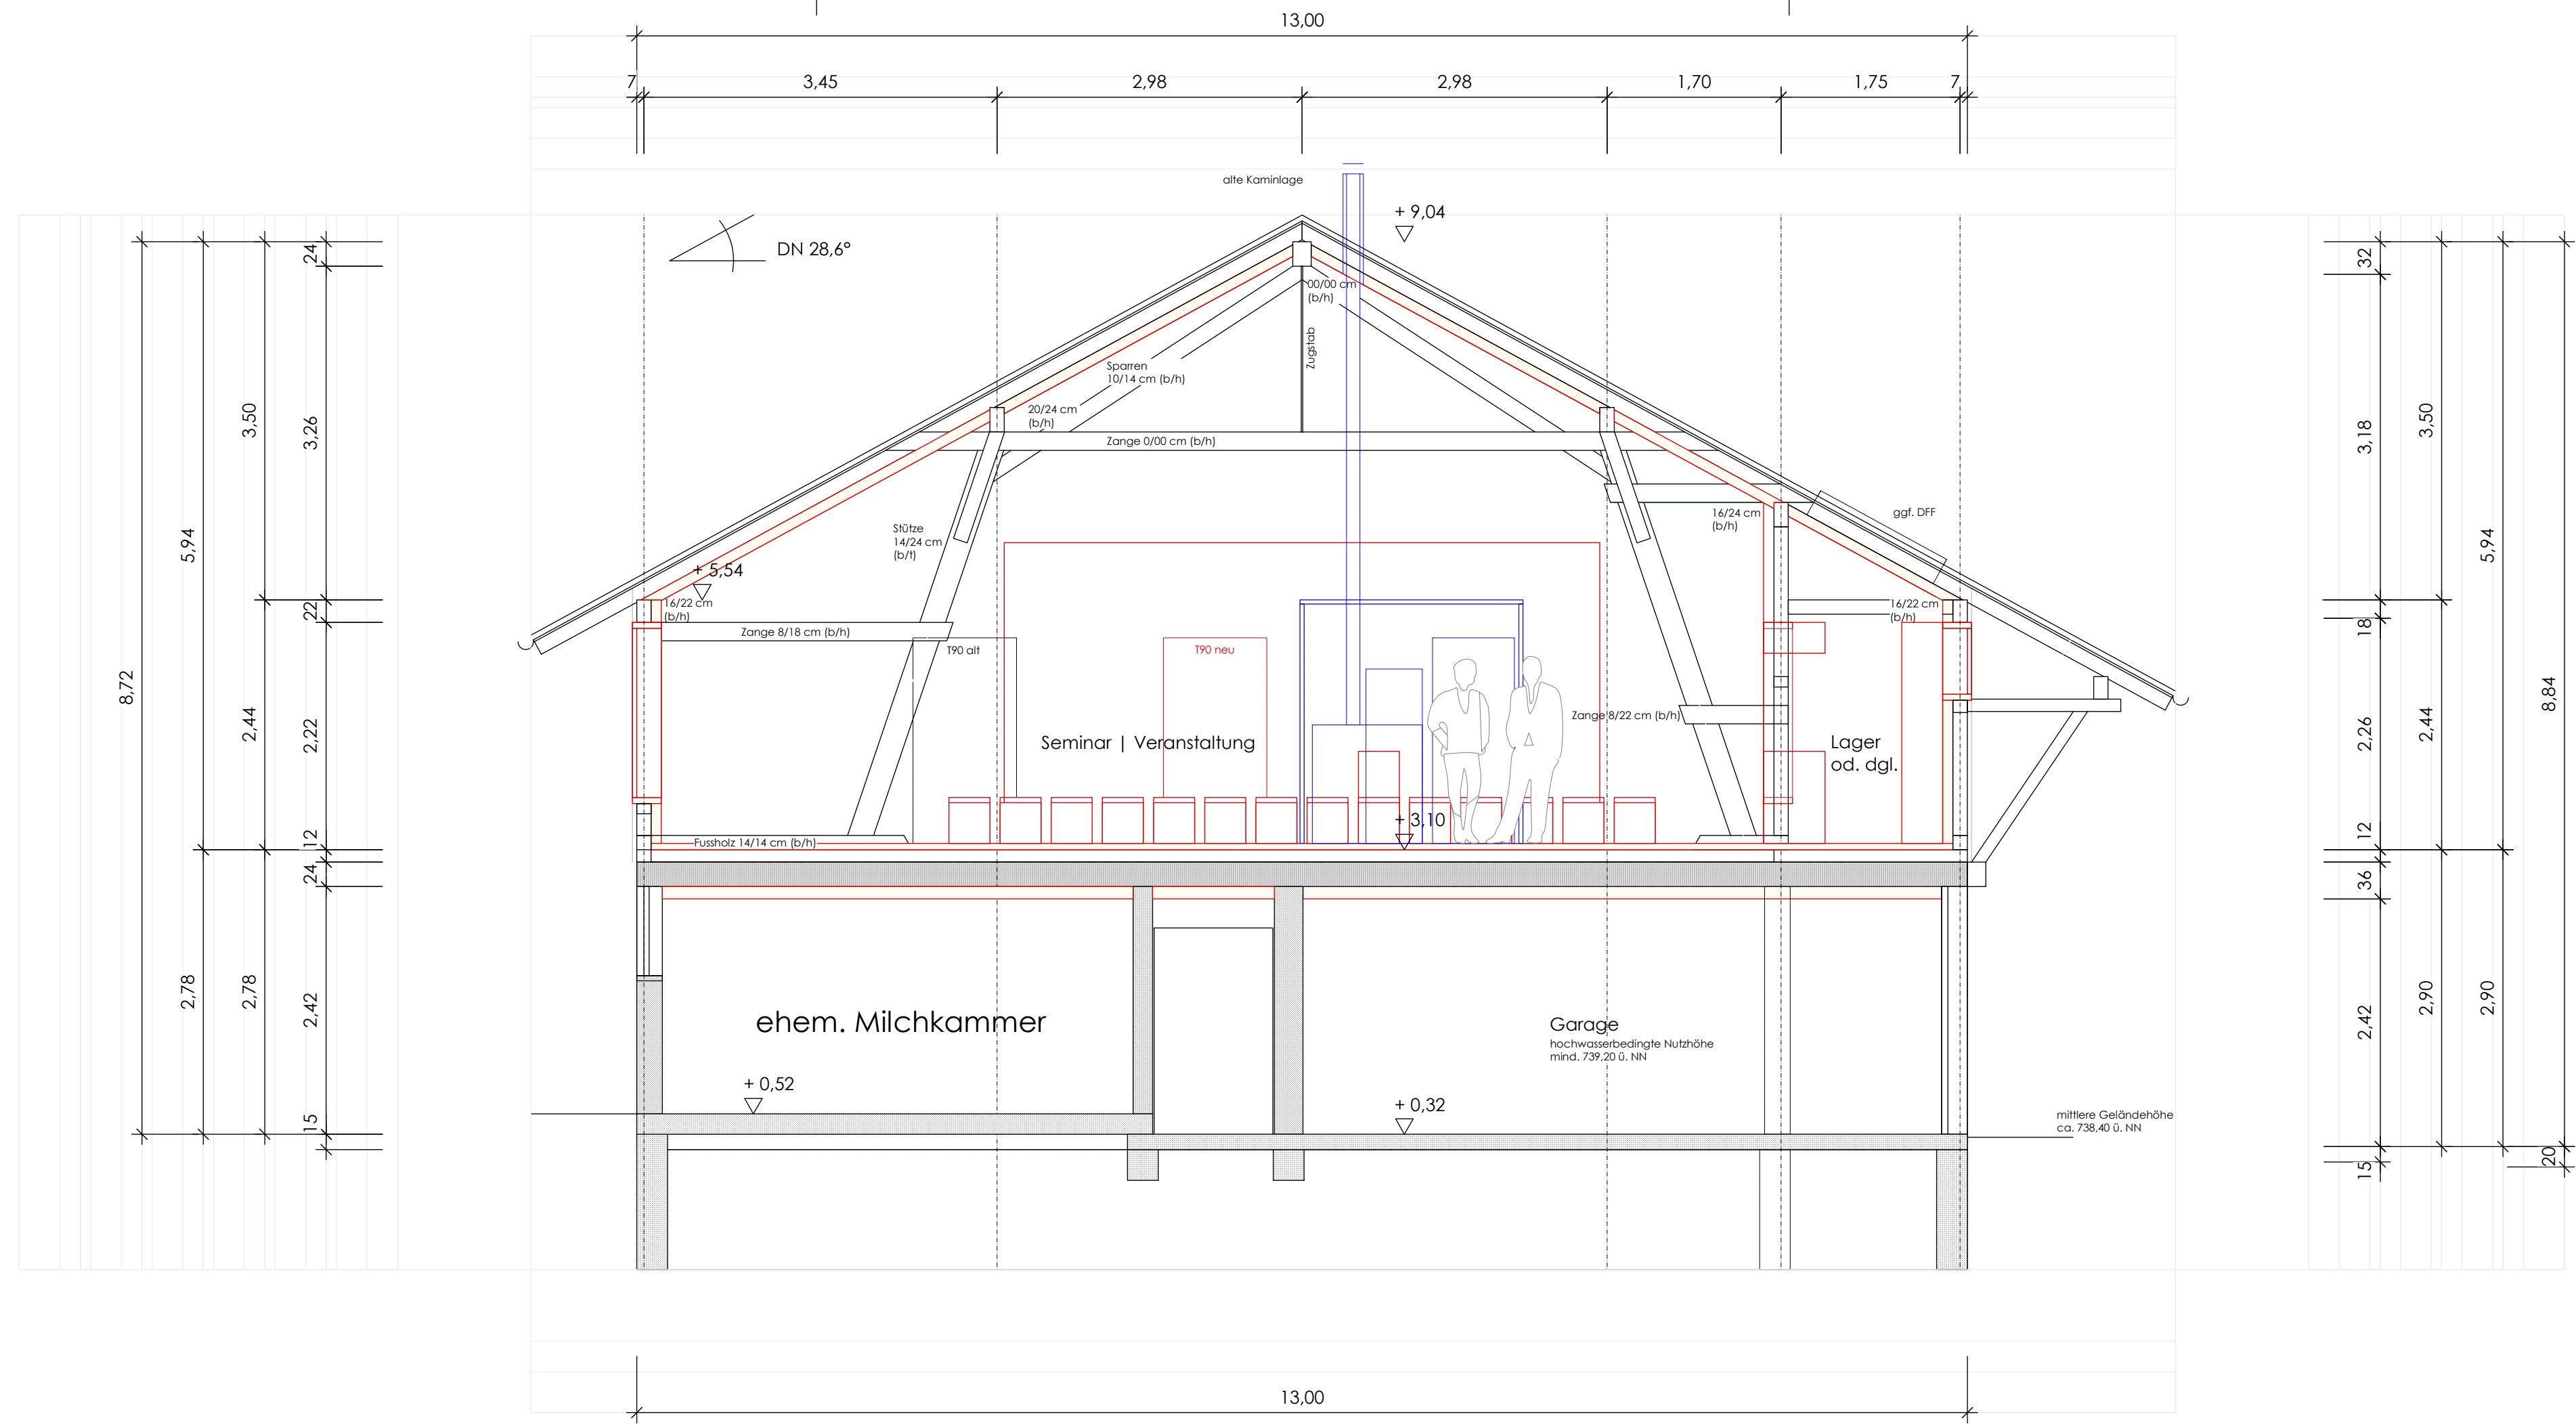 13,00
7
3,45
2,98
2,98
1,70
1,75
7
alte Kaminlage
+ 9,04
DN 28,6°
00/00 cm
(b/h)
Zugstab
Sparren
10/14 cm (b/h)
20/24 cm
(b/h)
Zange 0/00 cm (b/h)
Stütze
14/24 cm
(b/t)
16/24 cm
(b/h)
ggf. DFF
+ 5,54
16/22 cm
(b/h)
16/22 cm
(b/h)
Zange 8/18 cm (b/h)
T90 alt
T90 neu
Zange 8/22 cm (b/h)
Seminar | Veranstaltung
Lager
od. dgl.
+ 3,10
Fussholz 14/14 cm (b/h)
ehem. Milchkammer
Garage
hochwasserbedingte Nutzhöhe
mind. 739,20 ü. NN
+ 0,52
+ 0,32
mittlere Geländehöhe
ca. 738,40 ü. NN
8,72
5,94
2,78
3,50
2,44
2,78
24
3,26
22
2,22
12
24
2,42
15
32
3,18
18
2,26
12
36
2,42
15
3,50
2,44
2,90
5,94
2,90
8,84
20
13,00